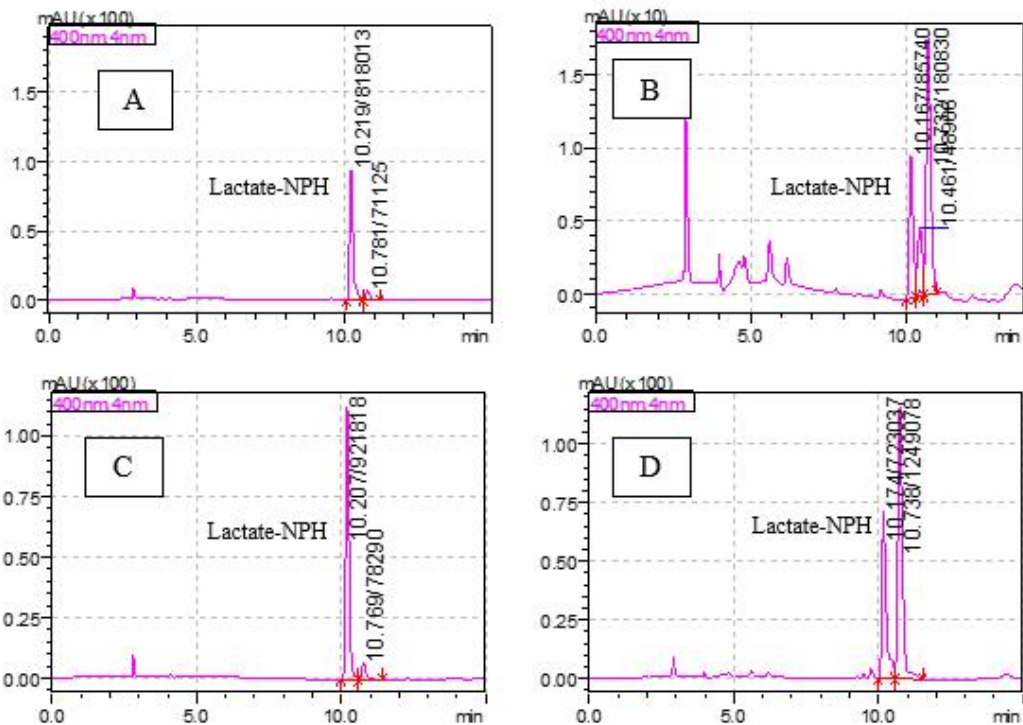 mAU(x100)
400nm,4nm
A
Lactate-NPH
10.219/818013
10.781/71125
1.5
1.0
0.5
0.0
0.0
5.0
10.0
min
mAU(x10)
400nm,4nm
B
Lactate-NPH
10.167/85740
10.732/180830
1.5
1.0
0.5
0.0
0.0
5.0
10.0
min
mAU(x100)
400nm,4nm
C
Lactate-NPH
10.207/921818
10.769/78290
1.00
0.75
0.50
0.25
0.00
0.0
5.0
10.0
min
mAU(x100)
400nm,4nm
D
Lactate-NPH
10.174/723037
10.738/1249078
1.00
0.75
0.50
0.25
0.00
0.0
5.0
10.0
min